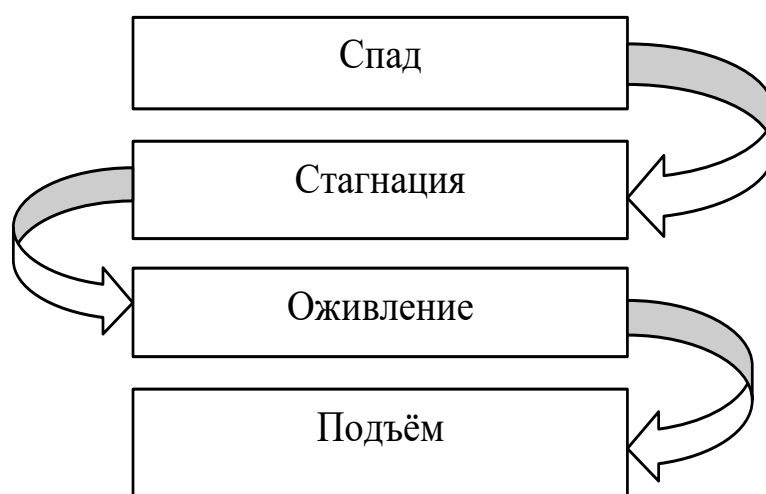 Спад
Стагнация
Оживление
Подъём